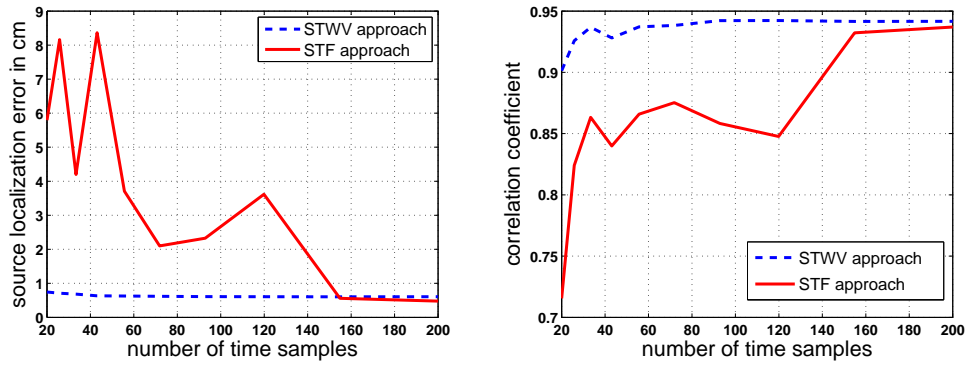 9
8
7
6
5
4
3
2
1
0
20 40 60 80 100 120 140 160 180 200
number of time samples
source localization error in cm
STWV approach
STF approach
0.95
0.9
0.85
0.8
0.75
0.7
20 40 60 80 100 120 140 160 180 200
number of time samples
correlation coefficient
STWV approach
STF approach